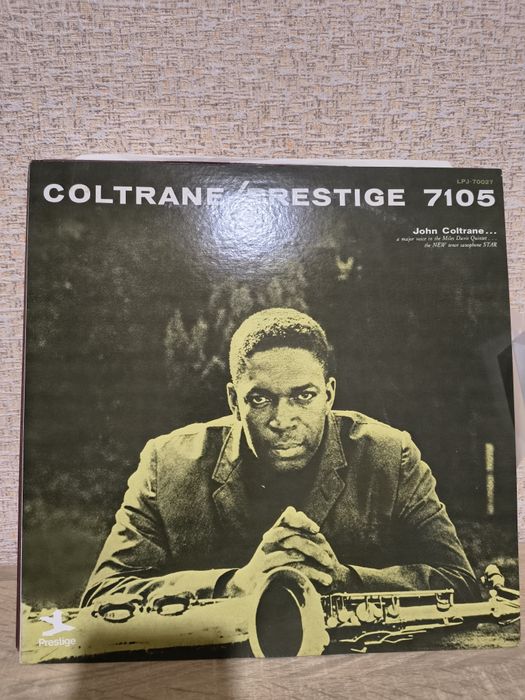 LPJ-70027
COLTRANE/PRESTIGE 7105
John Coltrane...
a major voice in the Miles Davis Quintet...
the NEW tenor saxophone STAR
Prestige